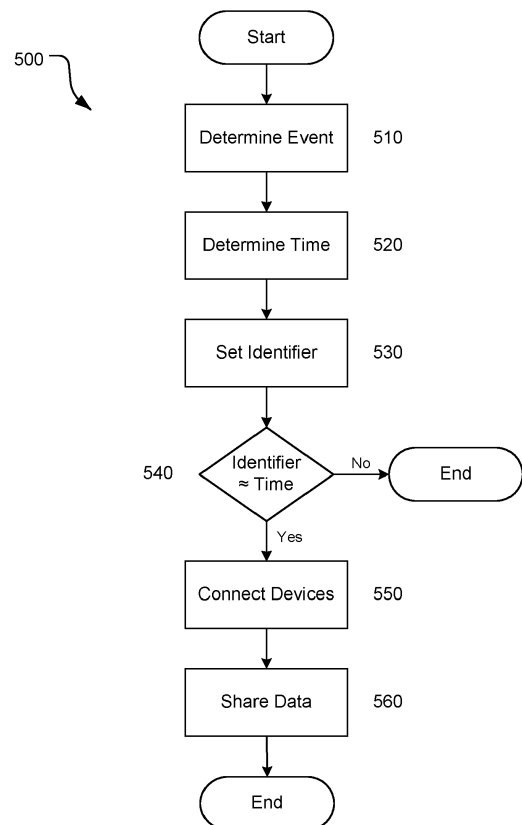 Start
500
Determine Event 510
Determine Time 520
Set Identifier 530
540
Identifier
≈ Time
No
End
Yes
Connect Devices 550
Share Data 560
End